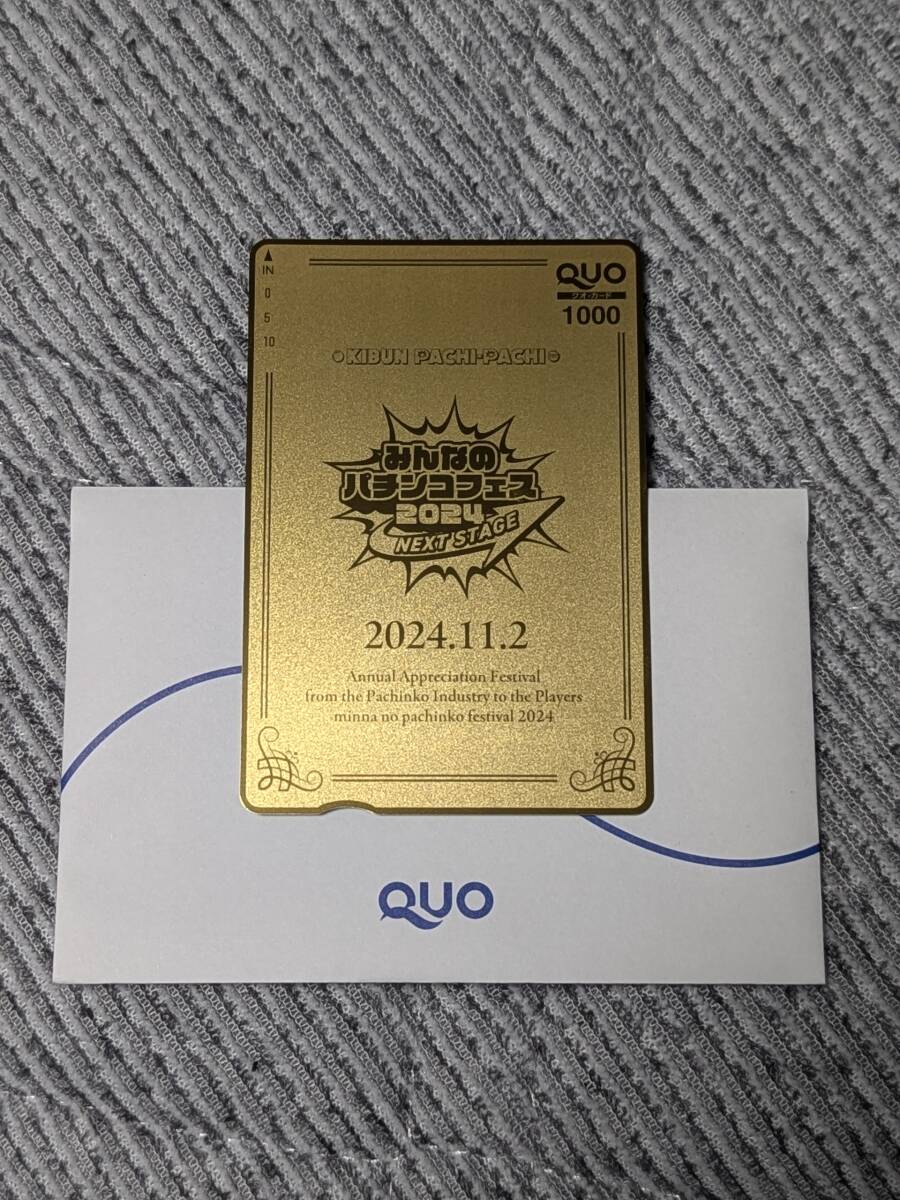 ▲
IN
0
5
10
QUO
クオ・カード
1000
KIBUN PACHI-PACHI
みんなの
パチンコフェス
2024
NEXT STAGE
2024.11.2
Annual Appreciation Festival
from the Pachinko Industry to the Players
minna no pachinko festival 2024
QUO